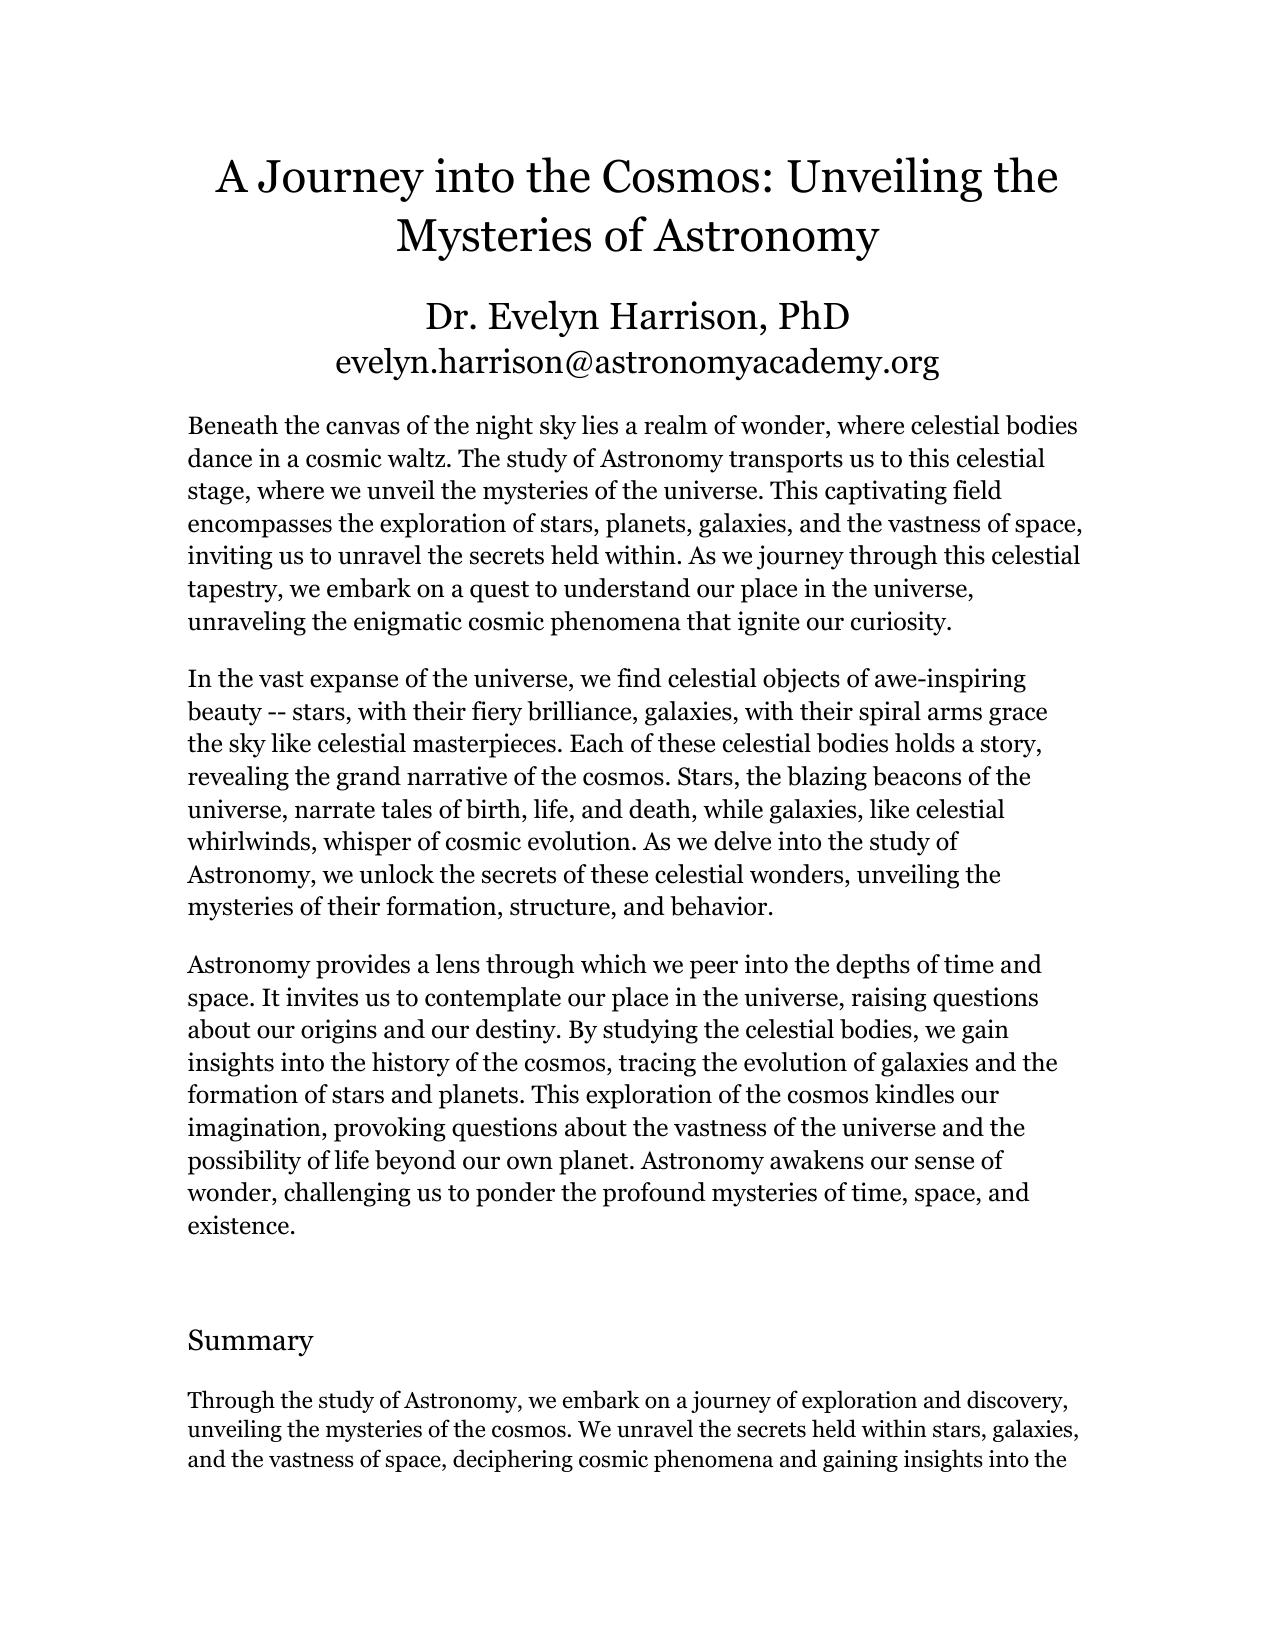 A Journey into the Cosmos: Unveiling the
Mysteries of Astronomy
Dr. Evelyn Harrison, PhD
evelyn.harrison@astronomyacademy.org
Beneath the canvas of the night sky lies a realm of wonder, where celestial bodies
dance in a cosmic waltz. The study of Astronomy transports us to this celestial
stage, where we unveil the mysteries of the universe. This captivating field
encompasses the exploration of stars, planets, galaxies, and the vastness of space,
inviting us to unravel the secrets held within. As we journey through this celestial
tapestry, we embark on a quest to understand our place in the universe,
unraveling the enigmatic cosmic phenomena that ignite our curiosity.
In the vast expanse of the universe, we find celestial objects of awe-inspiring
beauty -- stars, with their fiery brilliance, galaxies, with their spiral arms grace
the sky like celestial masterpieces. Each of these celestial bodies holds a story,
revealing the grand narrative of the cosmos. Stars, the blazing beacons of the
universe, narrate tales of birth, life, and death, while galaxies, like celestial
whirlwinds, whisper of cosmic evolution. As we delve into the study of
Astronomy, we unlock the secrets of these celestial wonders, unveiling the
mysteries of their formation, structure, and behavior.
Astronomy provides a lens through which we peer into the depths of time and
space. It invites us to contemplate our place in the universe, raising questions
about our origins and our destiny. By studying the celestial bodies, we gain
insights into the history of the cosmos, tracing the evolution of galaxies and the
formation of stars and planets. This exploration of the cosmos kindles our
imagination, provoking questions about the vastness of the universe and the
possibility of life beyond our own planet. Astronomy awakens our sense of
wonder, challenging us to ponder the profound mysteries of time, space, and
existence.
Summary
Through the study of Astronomy, we embark on a journey of exploration and discovery,
unveiling the mysteries of the cosmos. We unravel the secrets held within stars, galaxies,
and the vastness of space, deciphering cosmic phenomena and gaining insights into the